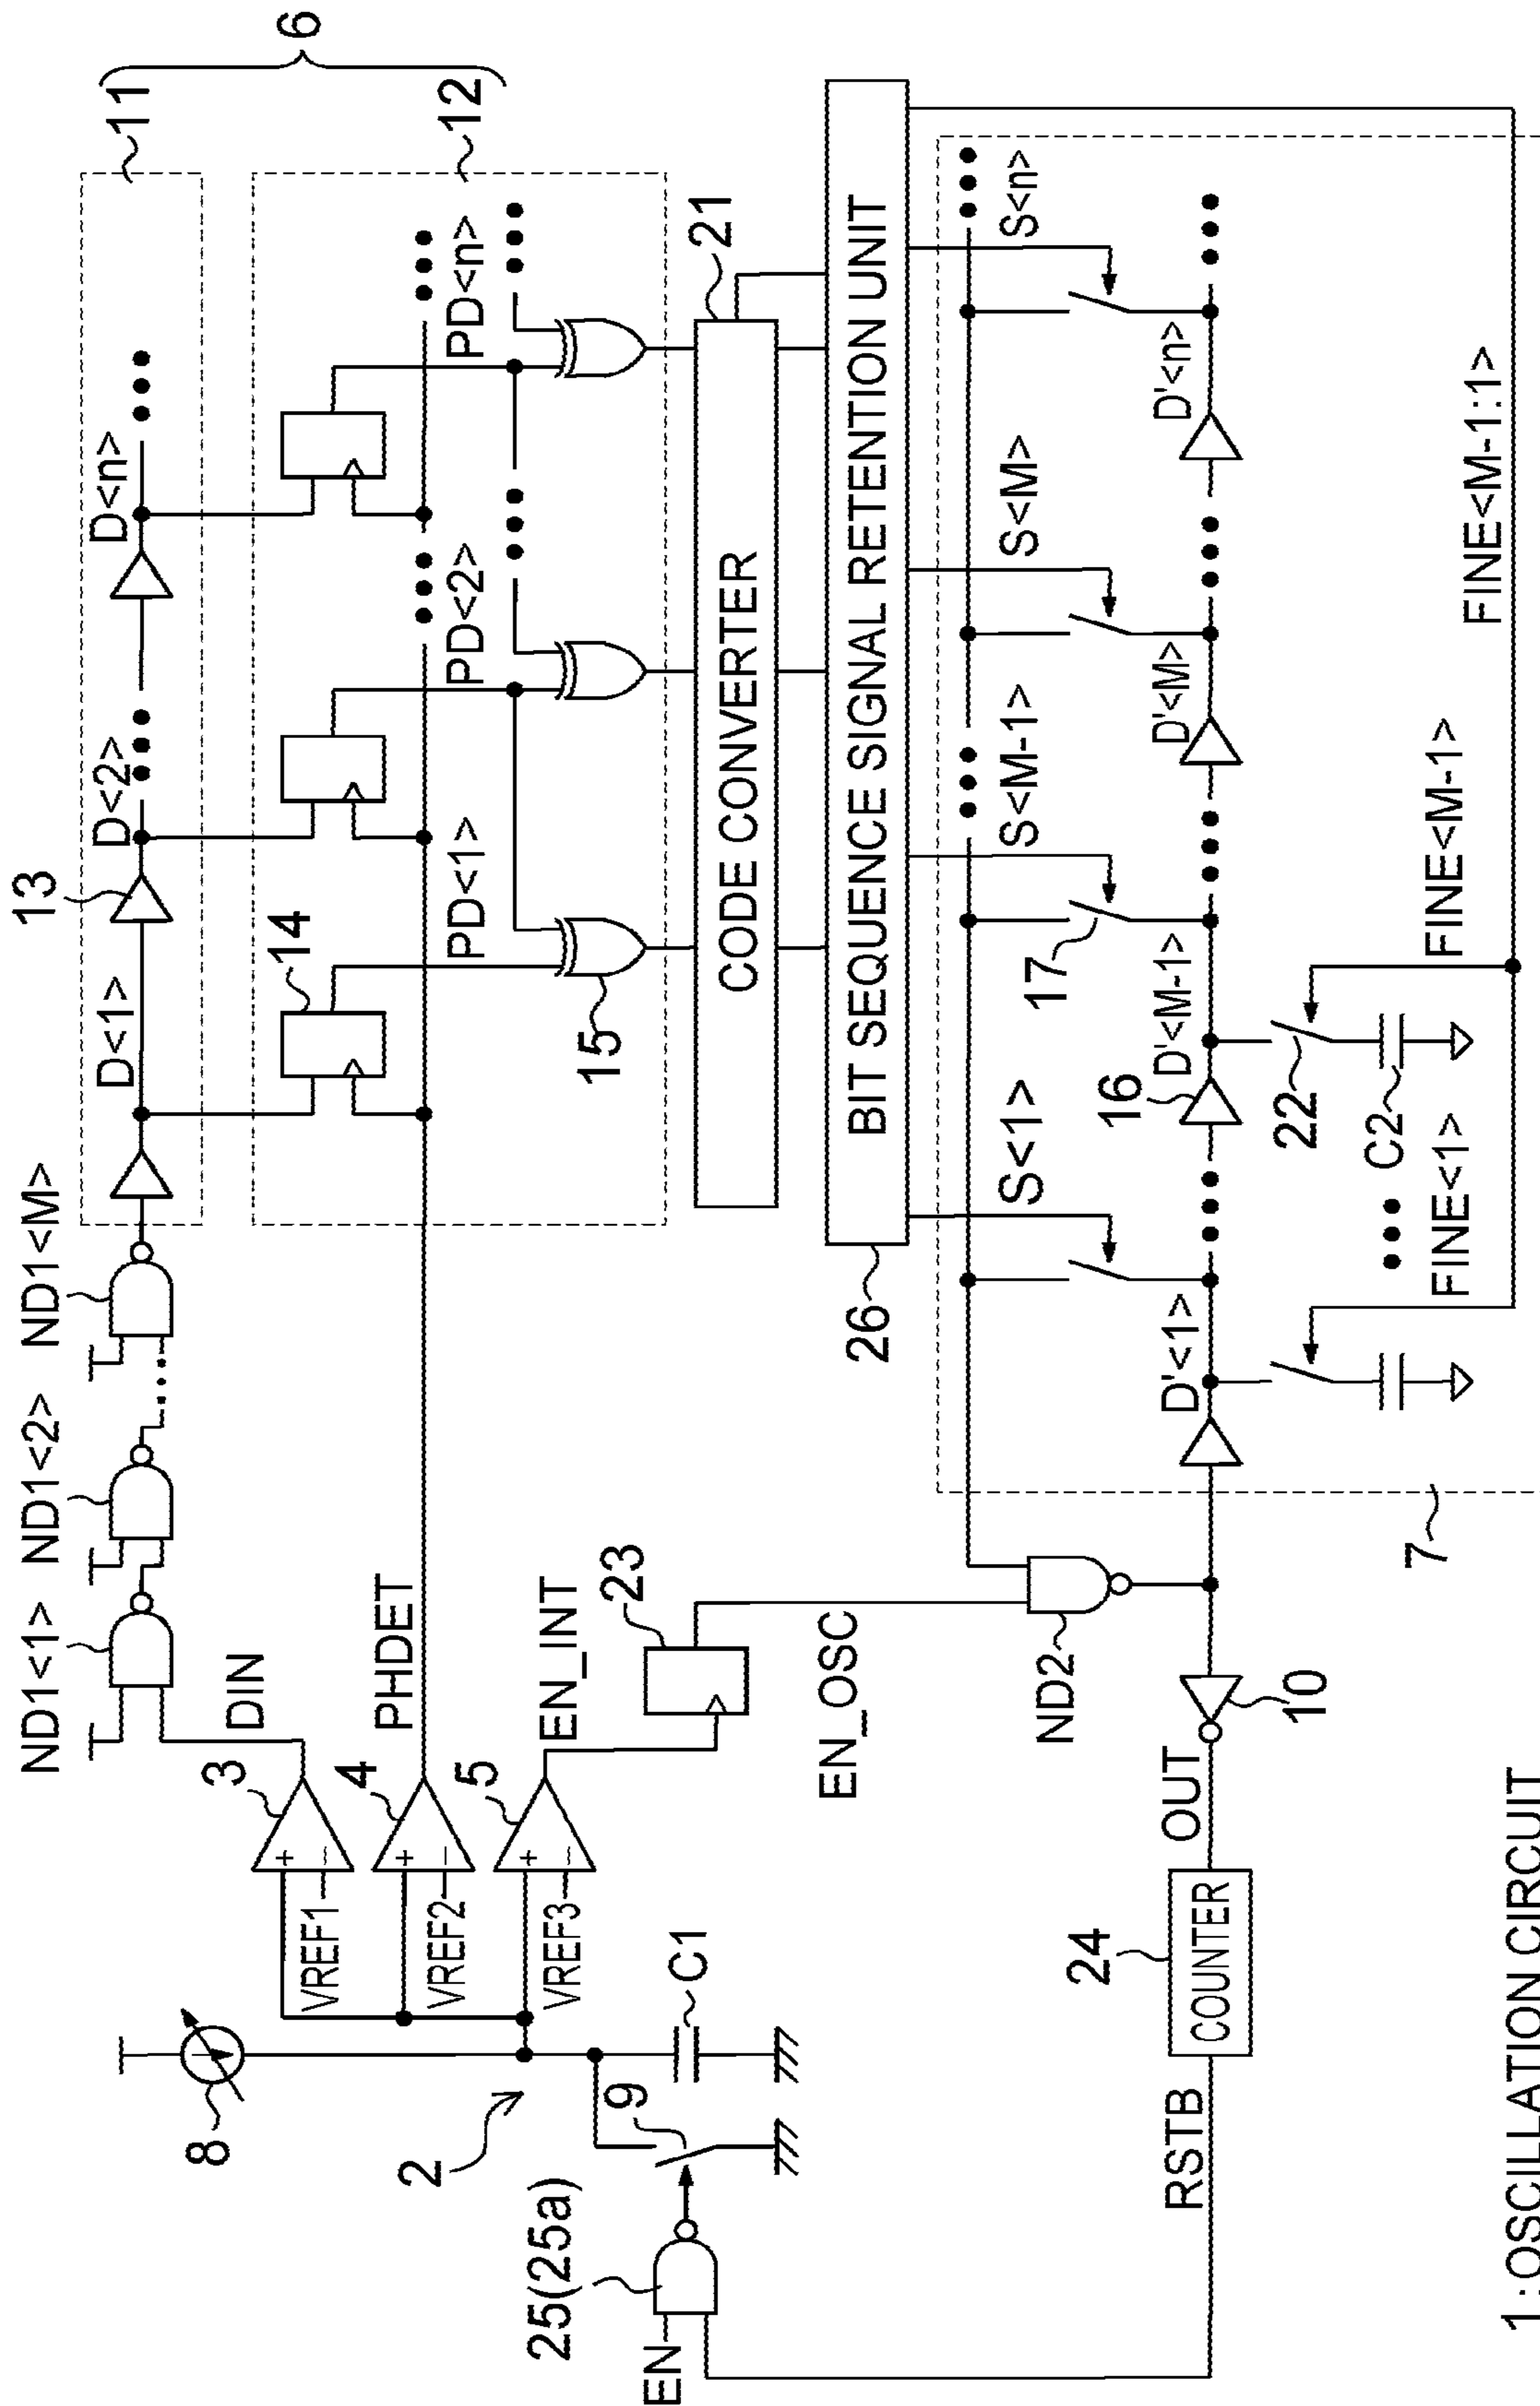 6
11
12
13
D<1>
D<2>
D<n>
ND1<1>
ND1<2>
ND1<M>
14
15
PD<1>
PD<2>
PD<n>
21
DIN
PHDET
EN_INT
3
4
5
+
−
+
−
+
−
VREF1
VREF2
VREF3
8
2
9
C1
25(25a)
EN
23
EN_OSC
CODE CONVERTER
BIT SEQUENCE SIGNAL RETENTION UNIT
26
S<1>
S<M-1>
S<M>
S<n>
17
16
D'<1>
D'<M-1>
D'<M>
D'<n>
22
C2
FINE<1>
FINE<M-1>
FINE<M-1:1>
7
ND2
10
OUT
24
COUNTER
RSTB
1 :OSCILLATION CIRCUIT